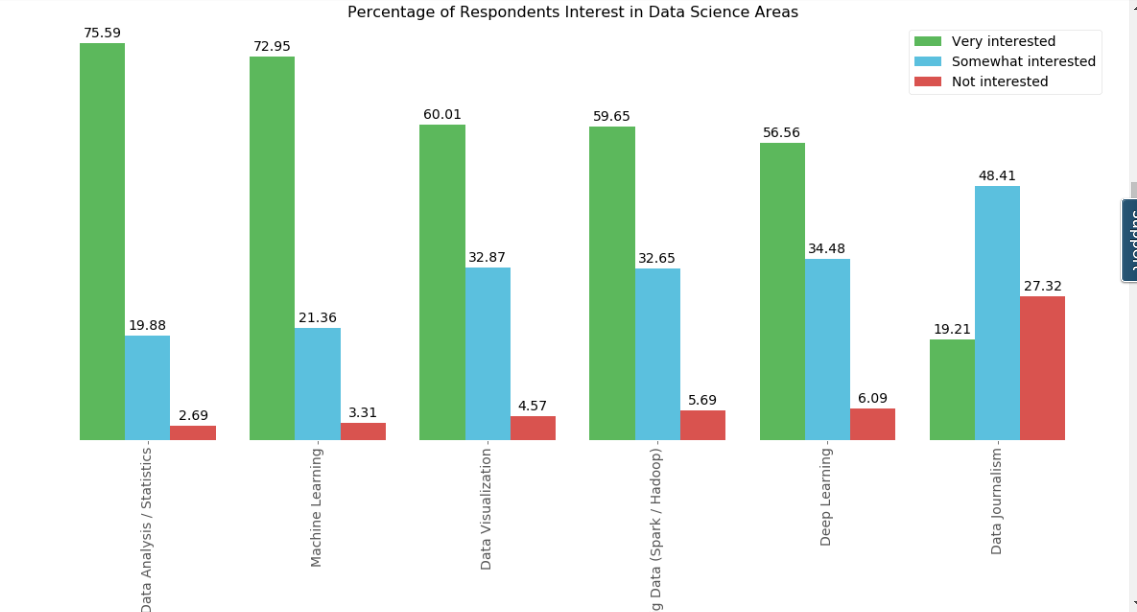 Percentage of Respondents Interest in Data Science Areas
Very interested
Somewhat interested
Not interested
75.59
19.88
2.69
72.95
21.36
3.31
60.01
32.87
4.57
59.65
32.65
5.69
56.56
34.48
6.09
19.21
48.41
27.32
Data Analysis / Statistics
Machine Learning
Data Visualization
g Data (Spark / Hadoop)
Deep Learning
Data Journalism
Support